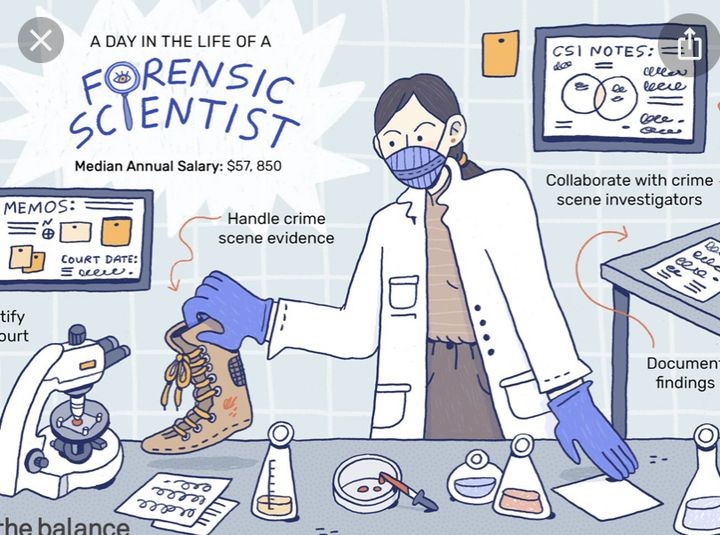 A DAY IN THE LIFE OF A
FORENSIC
SCIENTIST
Median Annual Salary: $57, 850
CSI NOTES:
Collaborate with crime
scene investigators
MEMOS:
COURT DATE:
Handle crime
scene evidence
tify
ourt
Document
findings
the balance